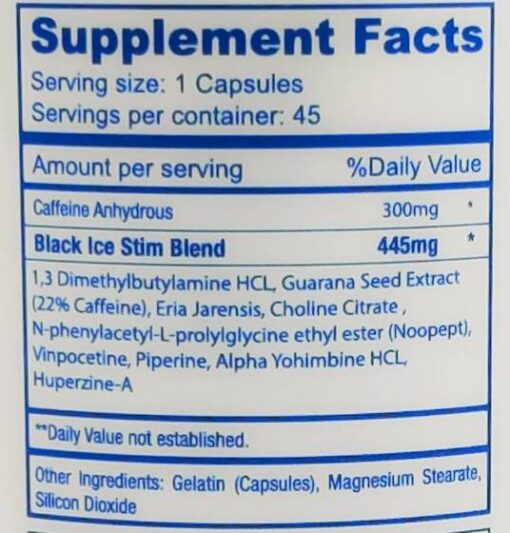 Supplement Facts
Serving size: 1 Capsules
Servings per container: 45
Amount per serving %Daily Value
Caffeine Anhydrous 300mg *
Black Ice Stim Blend 445mg *
1,3 Dimethylbutylamine HCL, Guarana Seed Extract
(22% Caffeine), Eria Jarensis, Choline Citrate ,
N-phenylacetyl-L-prolylglycine ethyl ester (Noopept),
Vinpocetine, Piperine, Alpha Yohimbine HCL,
Huperzine-A
**Daily Value not established.
Other Ingredients: Gelatin (Capsules), Magnesium Stearate,
Silicon Dioxide